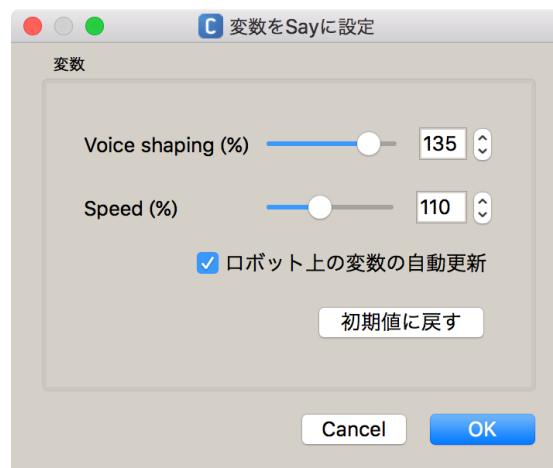 C 変数をSayに設定
変数
Voice shaping (%) 135
Speed (%) 110
ロボット上の変数の自動更新
初期値に戻す
Cancel OK